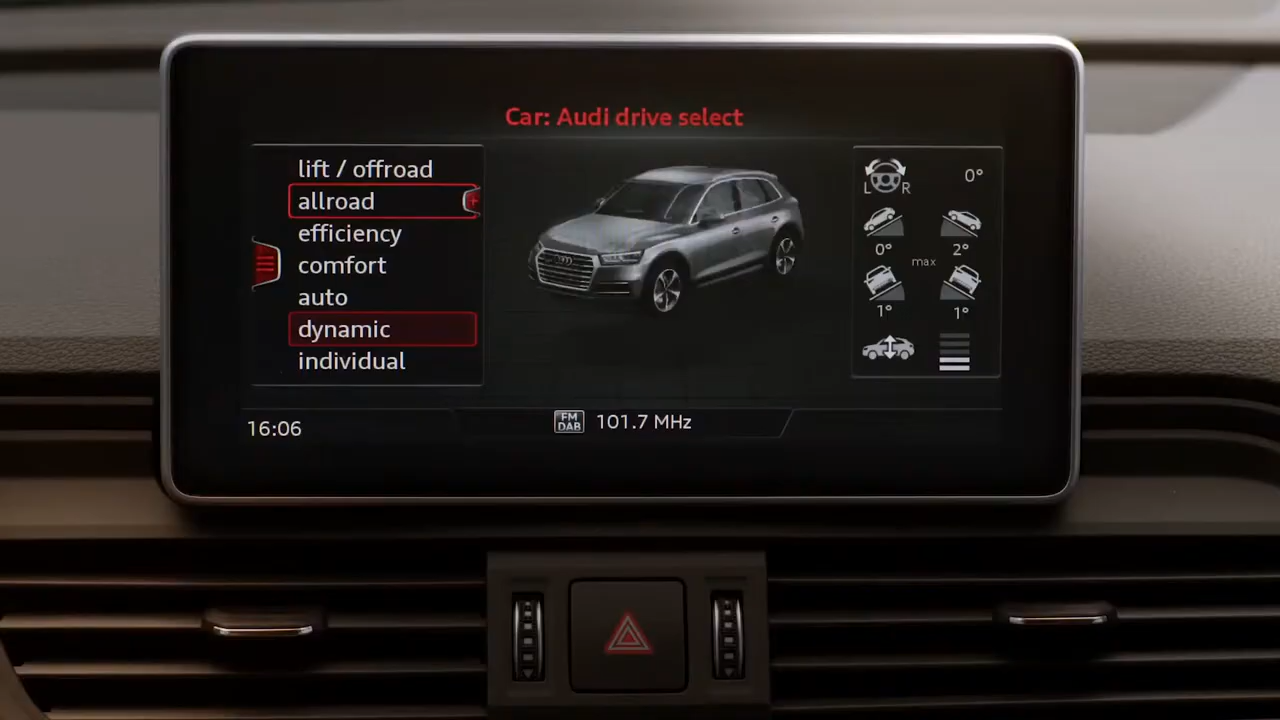 Car: Audi drive select
lift / offroad
allroad
efficiency
comfort
auto
dynamic
individual
L R 0°
0° 2°
max
1° 1°
16:06
FM
DAB
101.7 MHz